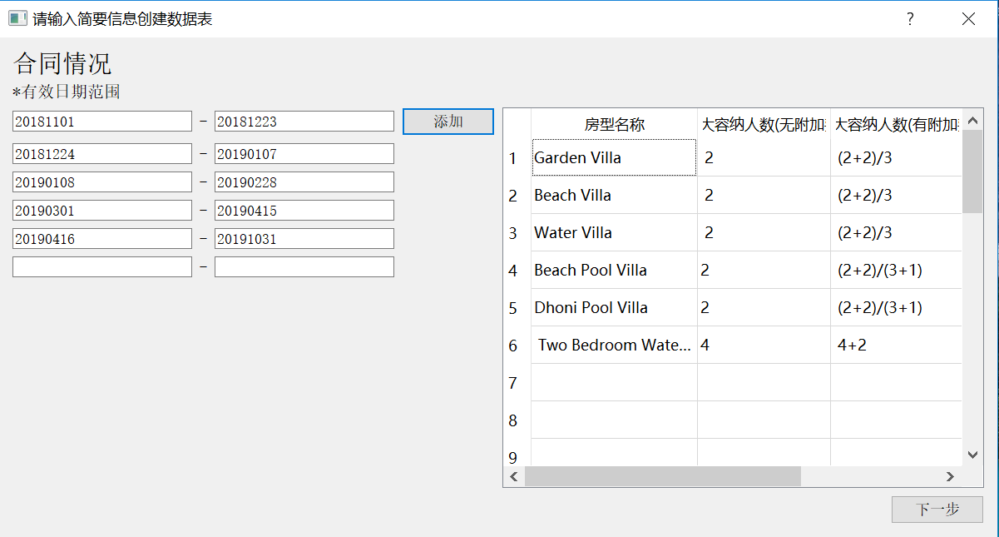 请输入简要信息创建数据表
?
合同情况
*有效日期范围
20181101 - 20181223 添加
20181224 - 20190107
20190108 - 20190228
20190301 - 20190415
20190416 - 20191031
-
房型名称 大容纳人数(无附加 大容纳人数(有附加
1 Garden Villa 2 (2+2)/3
2 Beach Villa 2 (2+2)/3
3 Water Villa 2 (2+2)/3
4 Beach Pool Villa 2 (2+2)/(3+1)
5 Dhoni Pool Villa 2 (2+2)/(3+1)
6 Two Bedroom Wate... 4 4+2
7
8
9
下一步